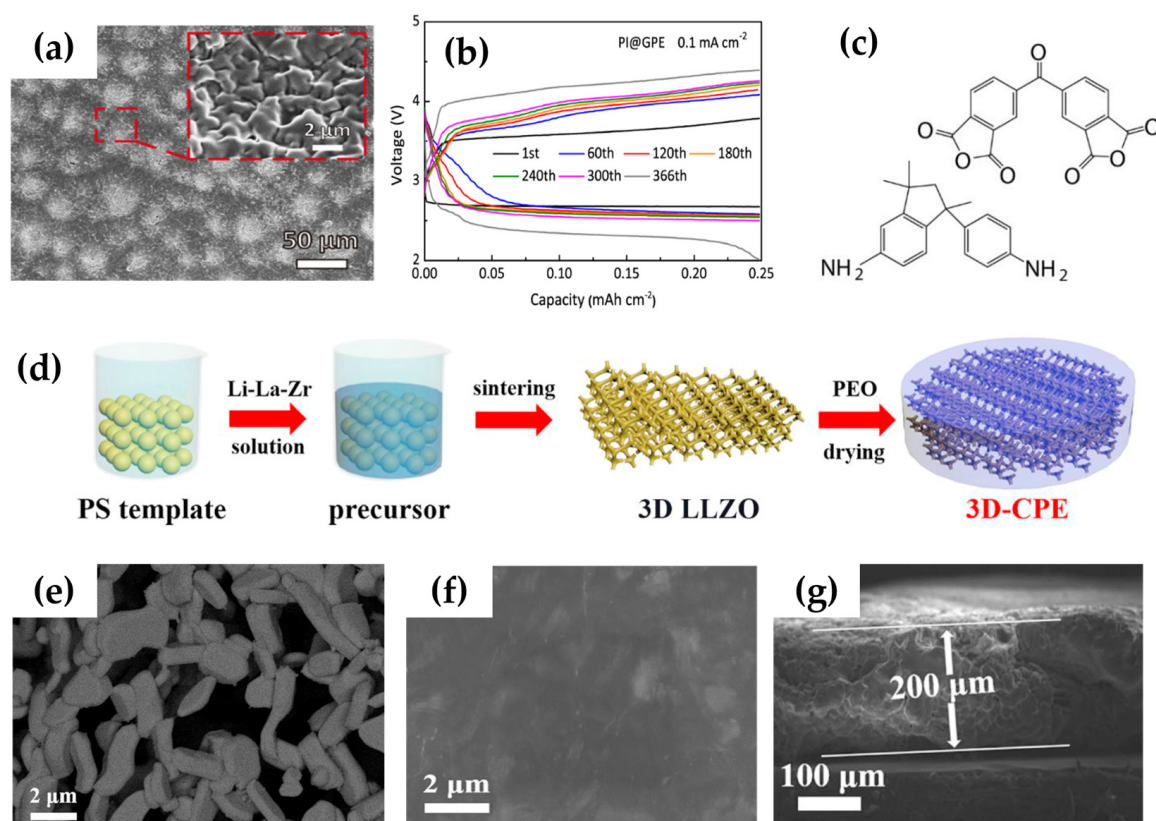 (a)
2 μm
50 μm
(b)
PI@GPE 0.1 mA cm⁻²
Voltage (V)
4
3
2
1st 60th 120th 180th
240th 300th 366th
0.00 0.05 0.10 0.15 0.20 0.25
Capacity (mAh cm⁻²)
(c)
O
O O
O O
O O
NH₂ NH₂
(d)
Li-La-Zr
solution
sintering
PEO
drying
PS template
precursor
3D LLZO
3D-CPE
(e)
2 μm
(f)
2 μm
(g)
200 μm
100 μm